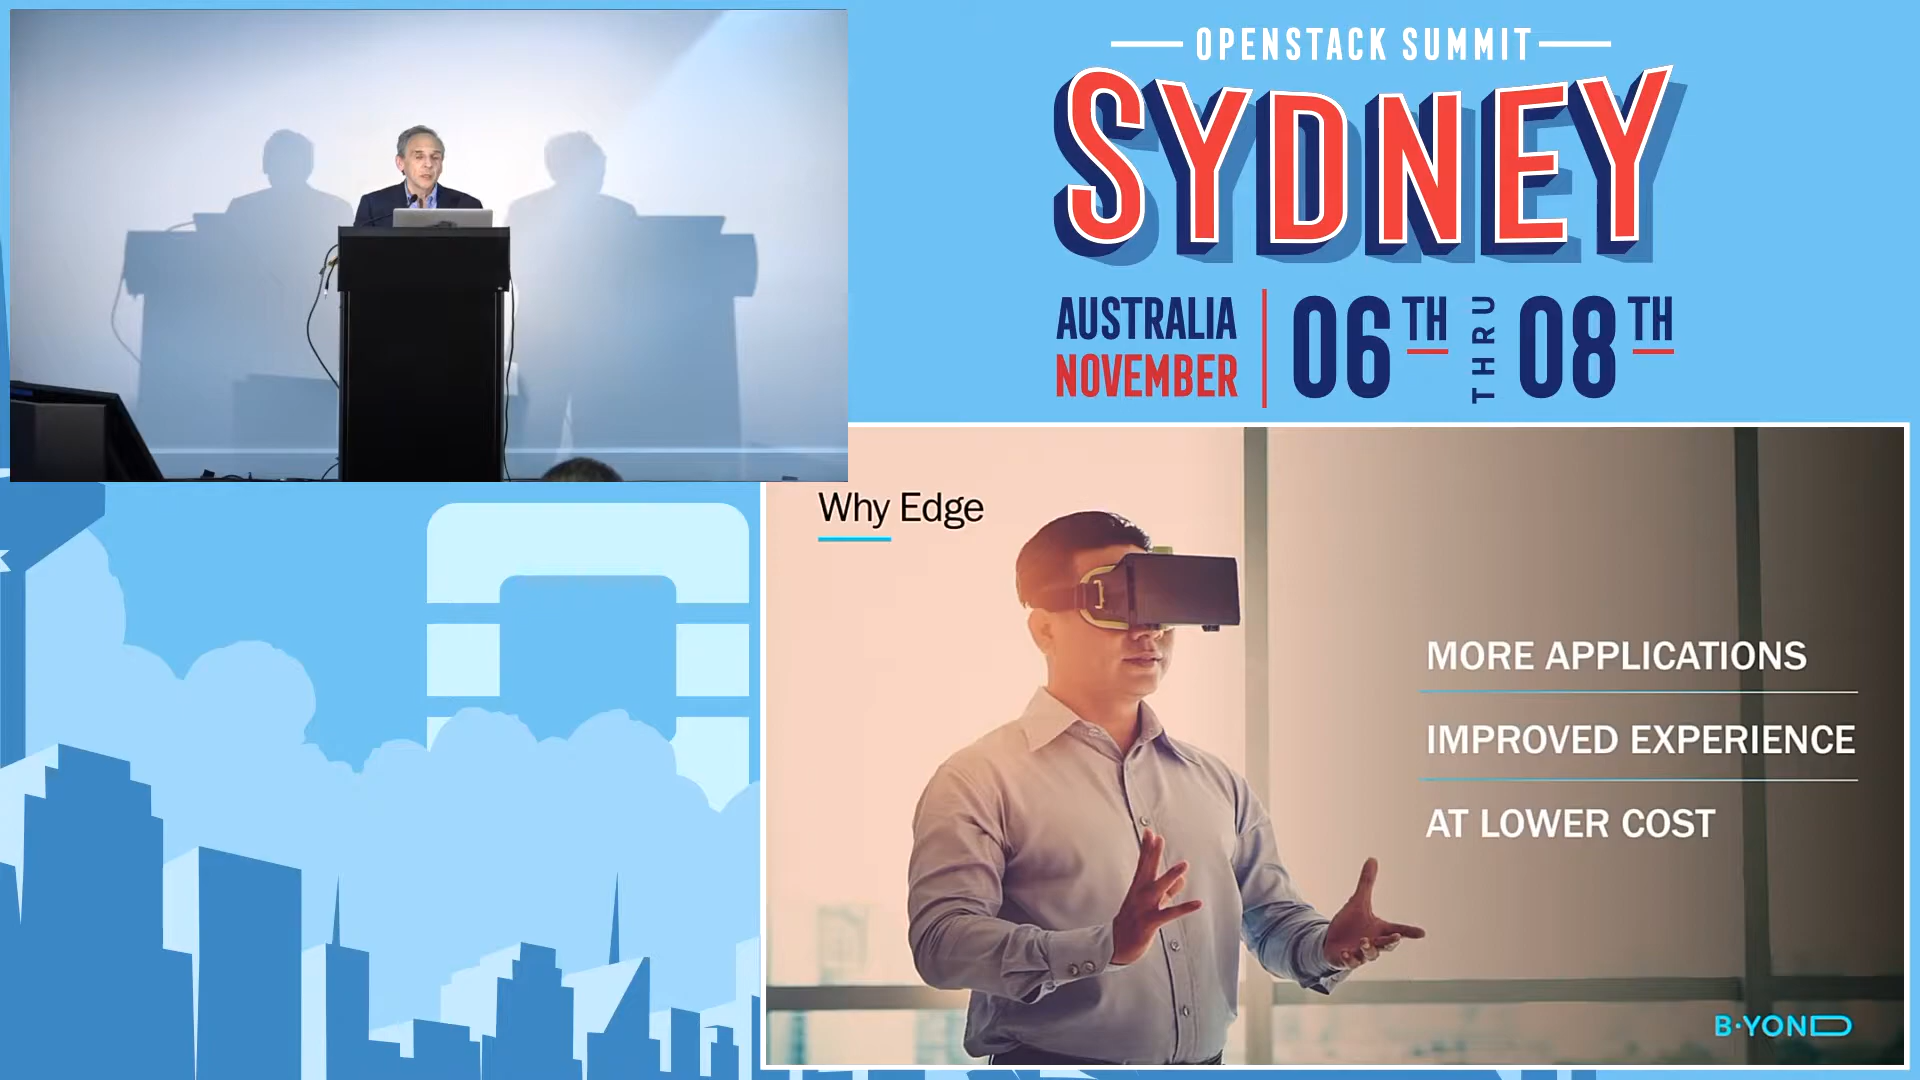 OPENSTACK SUMMIT
SYDNEY
AUSTRALIA
NOVEMBER
06TH THRU 08TH
Why Edge
MORE APPLICATIONS
IMPROVED EXPERIENCE
AT LOWER COST
B·YOND